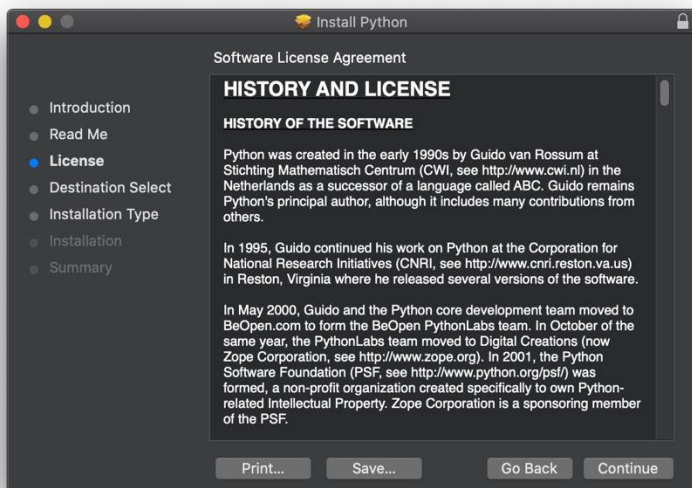 Install Python
Software License Agreement
Introduction
Read Me
License
Destination Select
Installation Type
Installation
Summary
HISTORY AND LICENSE
HISTORY OF THE SOFTWARE
Python was created in the early 1990s by Guido van Rossum at
Stichting Mathematisch Centrum (CWI, see http://www.cwi.nl) in the
Netherlands as a successor of a language called ABC. Guido remains
Python's principal author, although it includes many contributions from
others.
In 1995, Guido continued his work on Python at the Corporation for
National Research Initiatives (CNRI, see http://www.cnri.reston.va.us)
in Reston, Virginia where he released several versions of the software.
In May 2000, Guido and the Python core development team moved to
BeOpen.com to form the BeOpen PythonLabs team. In October of the
same year, the PythonLabs team moved to Digital Creations (now
Zope Corporation, see http://www.zope.org). In 2001, the Python
Software Foundation (PSF, see http://www.python.org/psf/) was
formed, a non-profit organization created specifically to own Python-
related Intellectual Property. Zope Corporation is a sponsoring member
of the PSF.
Print... Save... Go Back Continue